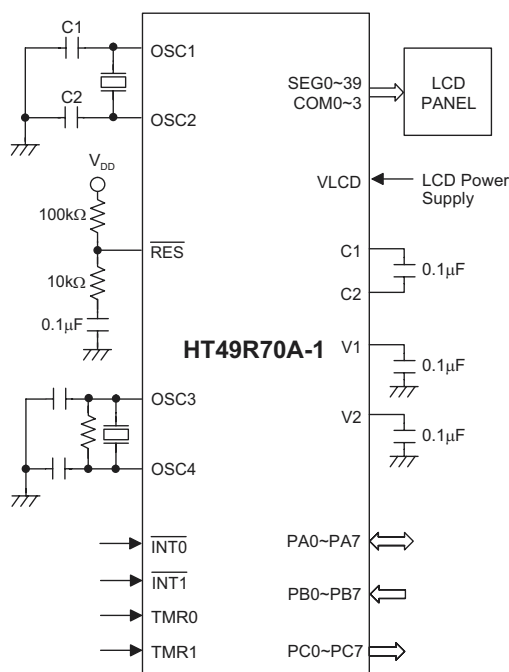 C1
OSC1
C2
OSC2
VDD
100kΩ
RES
10kΩ
0.1µF
HT49R70A-1
OSC3
OSC4
INT0
INT1
TMR0
TMR1
SEG0~39
COM0~3
LCD
PANEL
VLCD
LCD Power
Supply
C1
0.1µF
C2
V1
0.1µF
V2
0.1µF
PA0~PA7
PB0~PB7
PC0~PC7